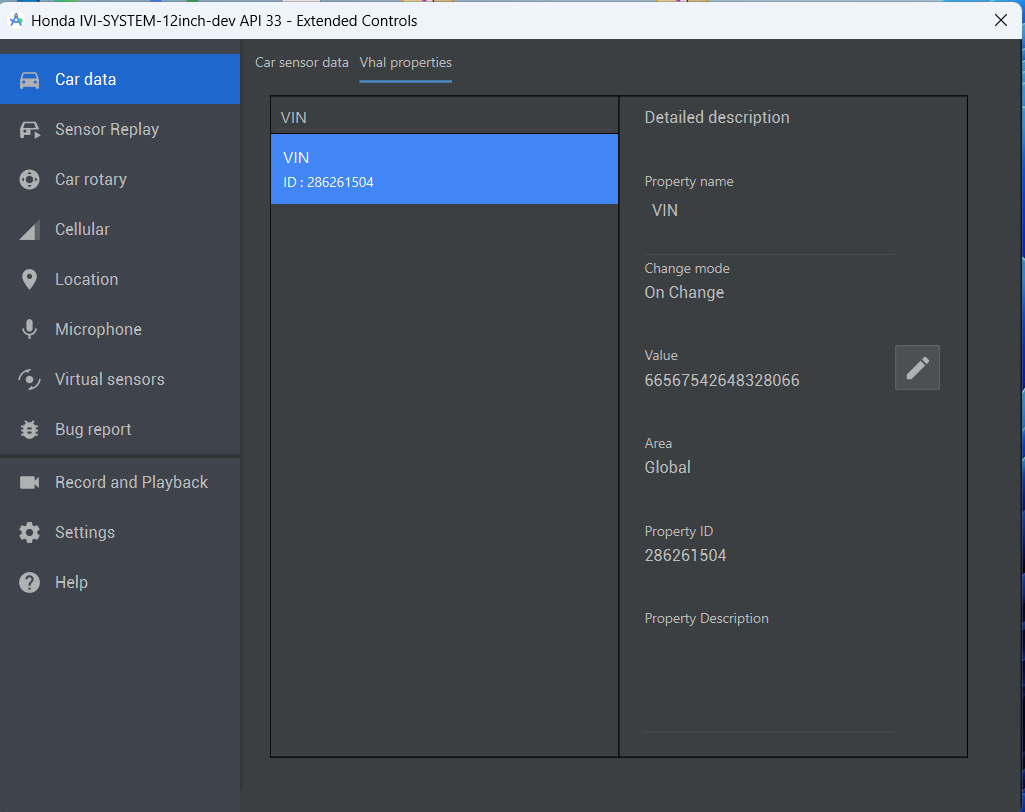 Honda IVI-SYSTEM-12inch-dev API 33 - Extended Controls
Car data
Sensor Replay
Car rotary
Cellular
Location
Microphone
Virtual sensors
Bug report
Record and Playback
Settings
Help
Car sensor data
Vhal properties
VIN
VIN
ID : 286261504
Detailed description
Property name
VIN
Change mode
On Change
Value
66567542648328066
Area
Global
Property ID
286261504
Property Description